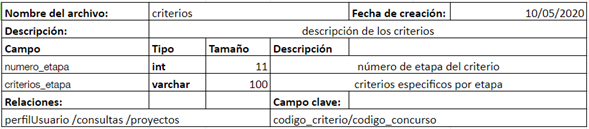 Nombre del archivo: criterios Fecha de creación: 10/05/2020
Descripción: descripción de los criterios
Campo Tipo Tamaño Descripción
numero_etapa int 11 número de etapa del criterio
criterios_etapa varchar 100 criterios especificos por etapa
Relaciones: Campo clave:
perfilUsuario /consultas /proyectos codigo_criterio/codigo_concurso